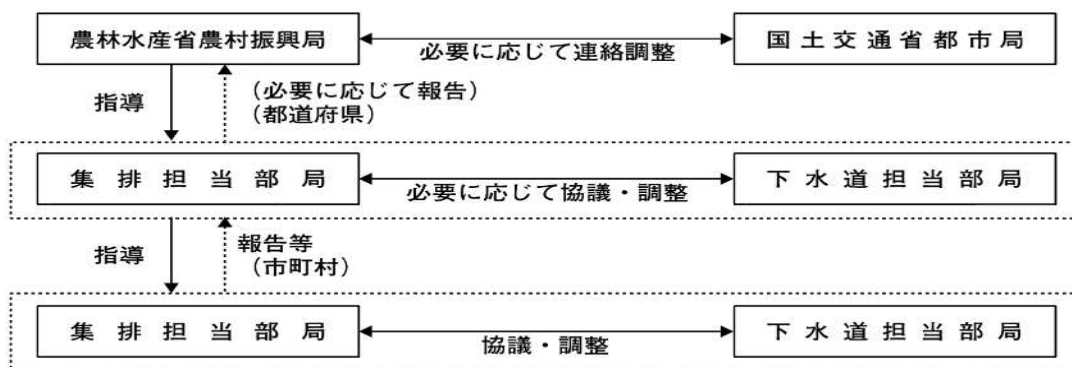 農林水産省農村振興局
必要に応じて連絡調整
国土交通省都市局
指導
(必要に応じて報告)
(都道府県)
集排担当部局
必要に応じて協議・調整
下水道担当部局
指導
報告等
(市町村)
集排担当部局
協議・調整
下水道担当部局